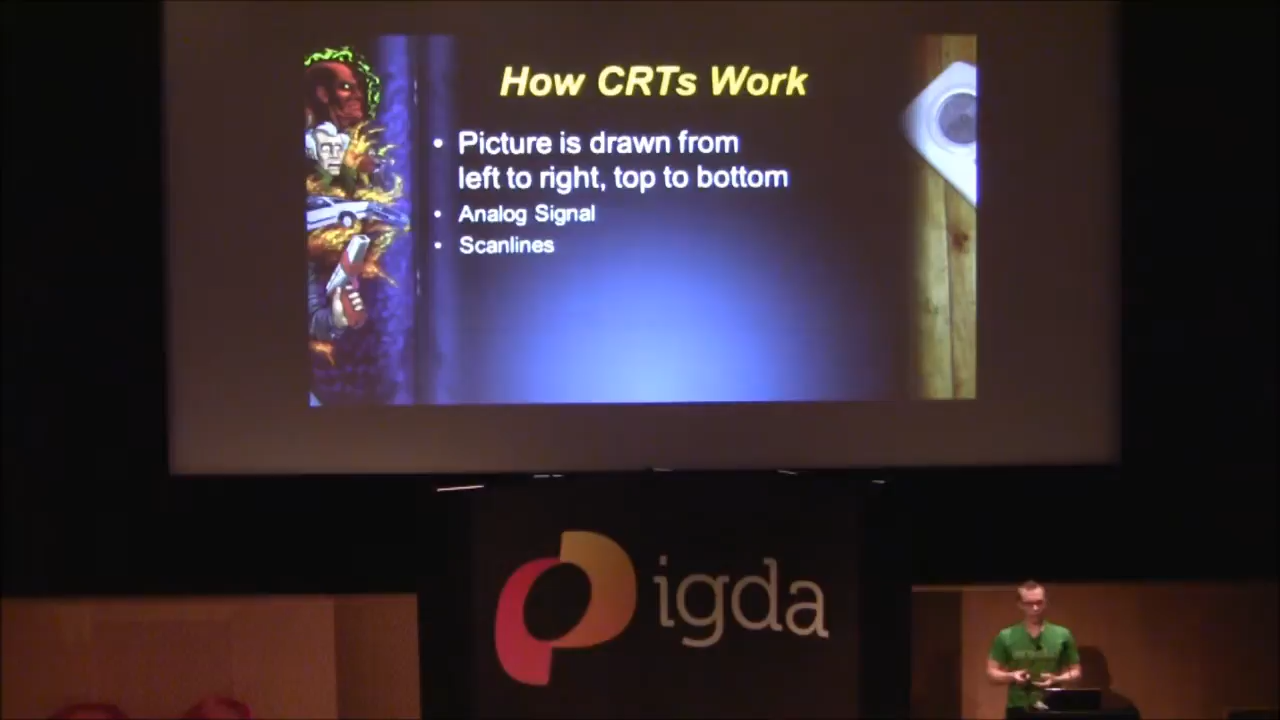 How CRTs Work
• Picture is drawn from
left to right, top to bottom
• Analog Signal
• Scanlines
igda